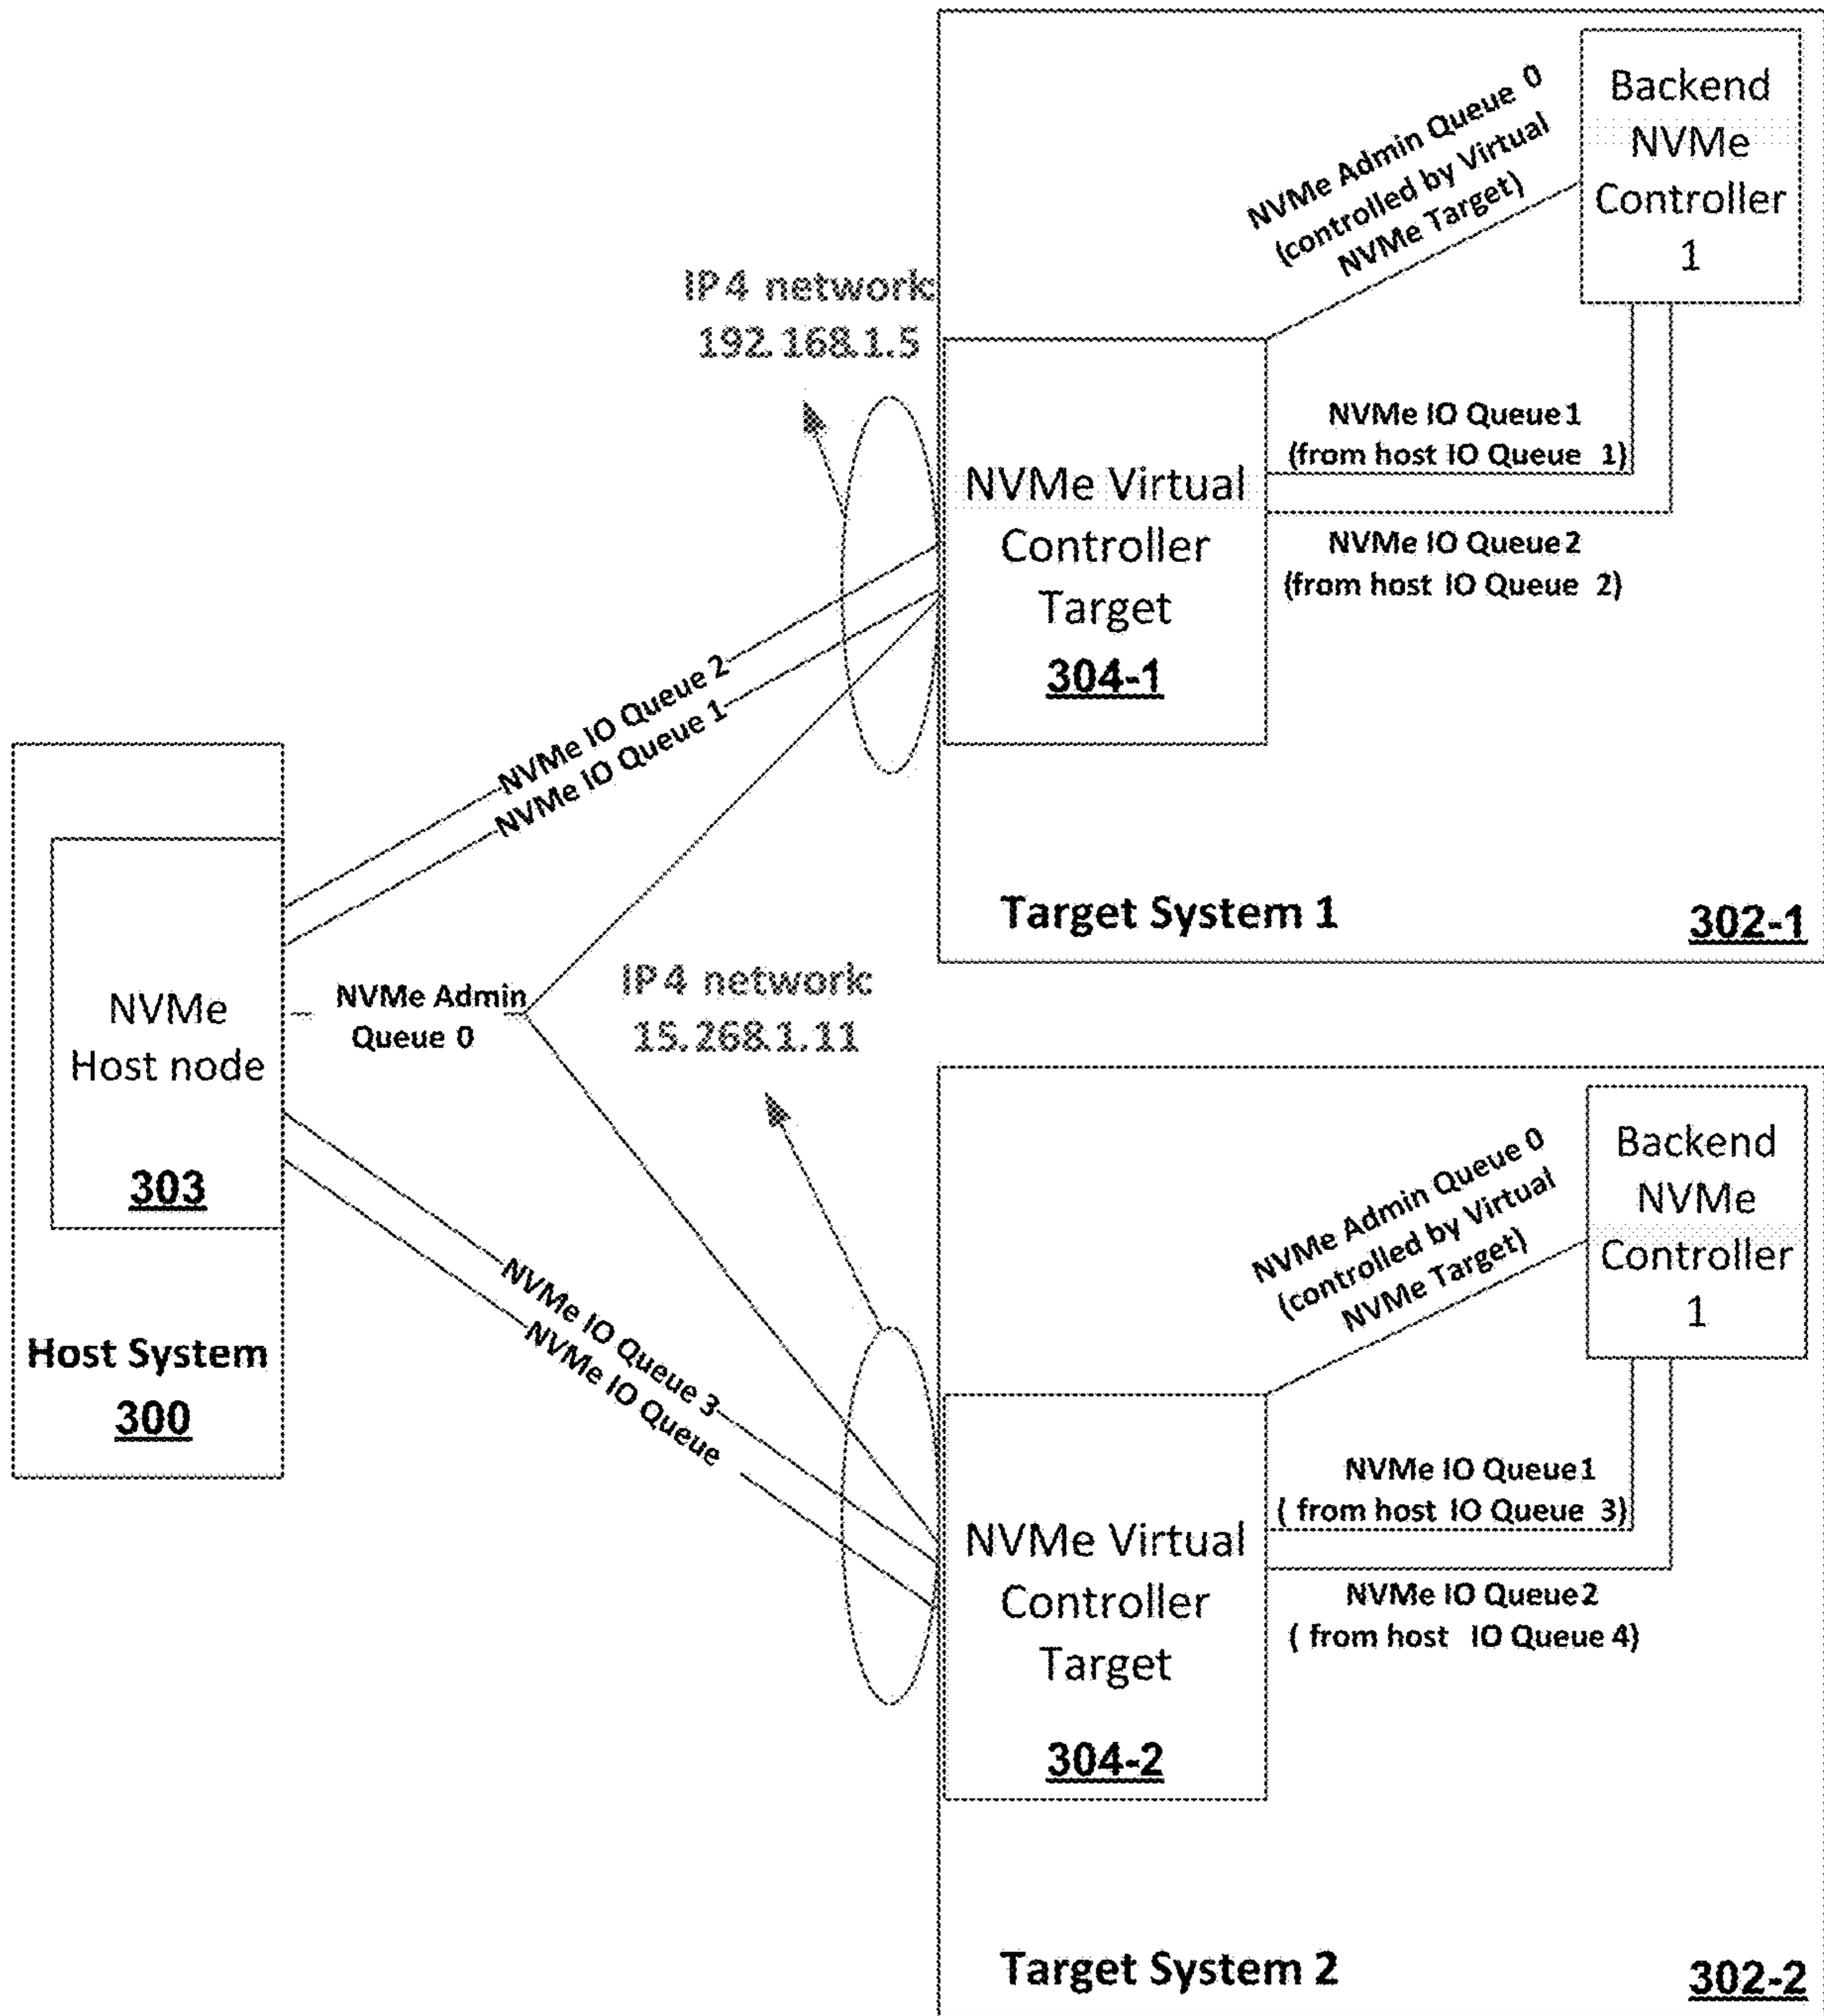 NVMe Admin Queue 0
(controlled by Virtual
NVMe Target)
Backend
NVMe
Controller
1
IP4 network:
192.168.1.5
NVMe IO Queue 1
(from host IO Queue 1)
NVMe IO Queue 2
(from host IO Queue 2)
NVMe Virtual
Controller
Target
304-1
NVMe IO Queue 2
NVMe IO Queue 1
Target System 1
302-1
NVMe
Host node
303
Host System
300
NVMe Admin
Queue 0
IP4 network:
15.268.1.11
NVMe IO Queue 3
NVMe IO Queue
NVMe Admin Queue 0
(controlled by Virtual
NVMe Target)
Backend
NVMe
Controller
1
NVMe IO Queue 1
( from host IO Queue 3)
NVMe IO Queue 2
( from host IO Queue 4)
NVMe Virtual
Controller
Target
304-2
Target System 2
302-2